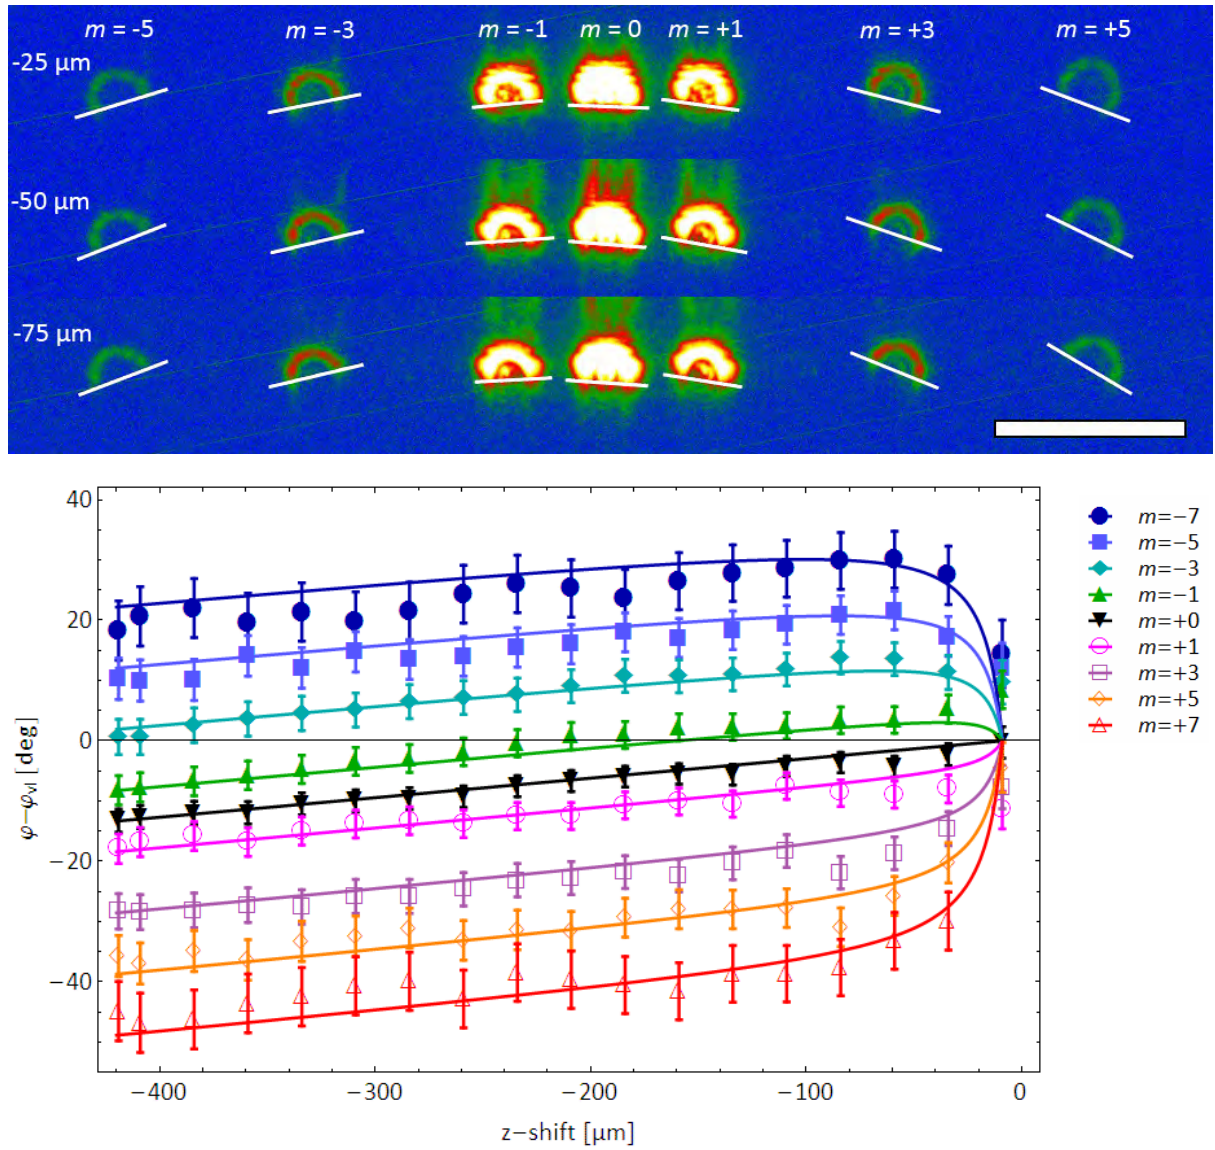 m = -5 m = -3 m = -1 m = 0 m = +1 m = +3 m = +5
-25 µm
-50 µm
-75 µm
40
20
0
−20
−40
φ−φvl [deg]
−400 −300 −200 −100 0
z−shift [µm]
m=−7
m=−5
m=−3
m=−1
m=+0
m=+1
m=+3
m=+5
m=+7